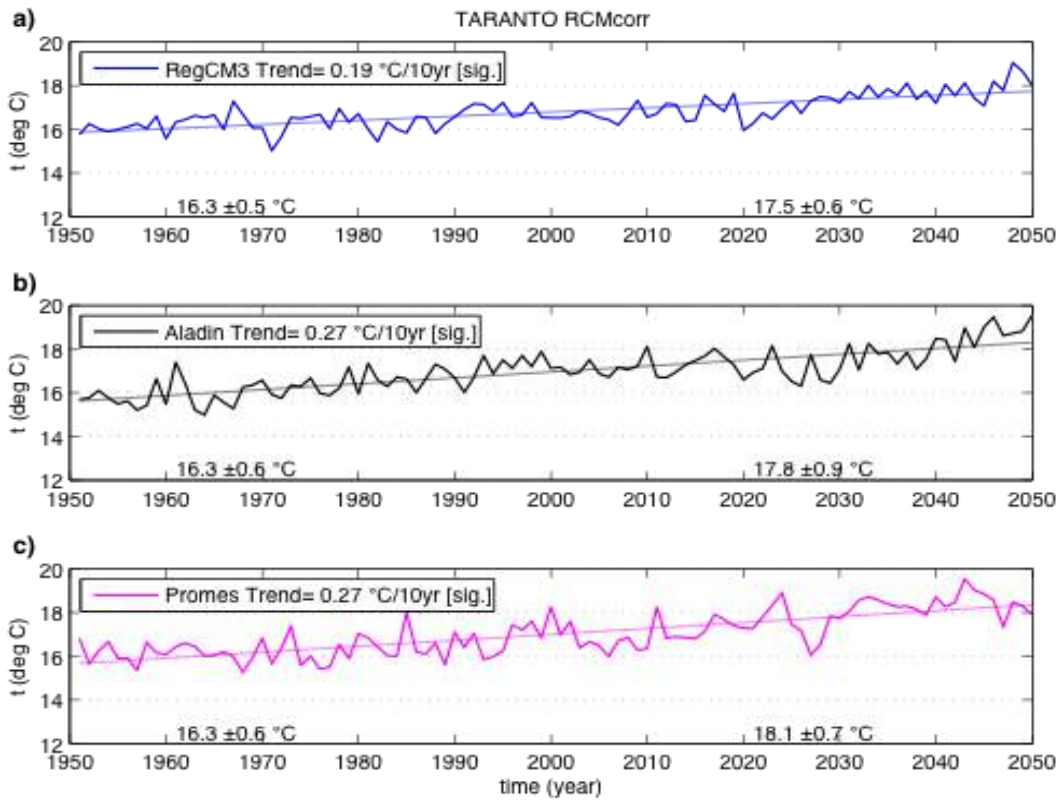 a)
TARANTO RCMcorr
20
18
16
14
12
t (deg C)
RegCM3 Trend= 0.19 °C/10yr [sig.]
16.3 ±0.5 °C
17.5 ±0.6 °C
1950 1960 1970 1980 1990 2000 2010 2020 2030 2040 2050
b)
20
18
16
14
12
t (deg C)
Aladin Trend= 0.27 °C/10yr [sig.]
16.3 ±0.6 °C
17.8 ±0.9 °C
1950 1960 1970 1980 1990 2000 2010 2020 2030 2040 2050
c)
20
18
16
14
12
t (deg C)
Promes Trend= 0.27 °C/10yr [sig.]
16.3 ±0.6 °C
18.1 ±0.7 °C
1950 1960 1970 1980 1990 2000 2010 2020 2030 2040 2050
time (year)